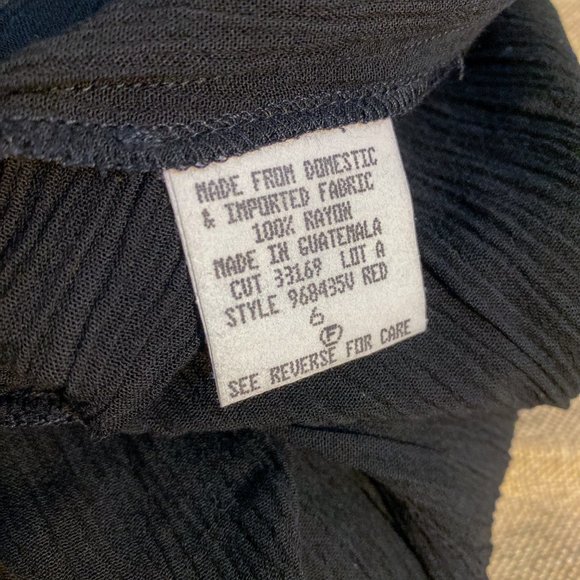 MADE FROM DOMESTIC
& IMPORTED FABRIC
100% RAYON
MADE IN GUATEMALA
CUT 33169 LOT A
STYLE 968435V RED
6
F
SEE REVERSE FOR CARE